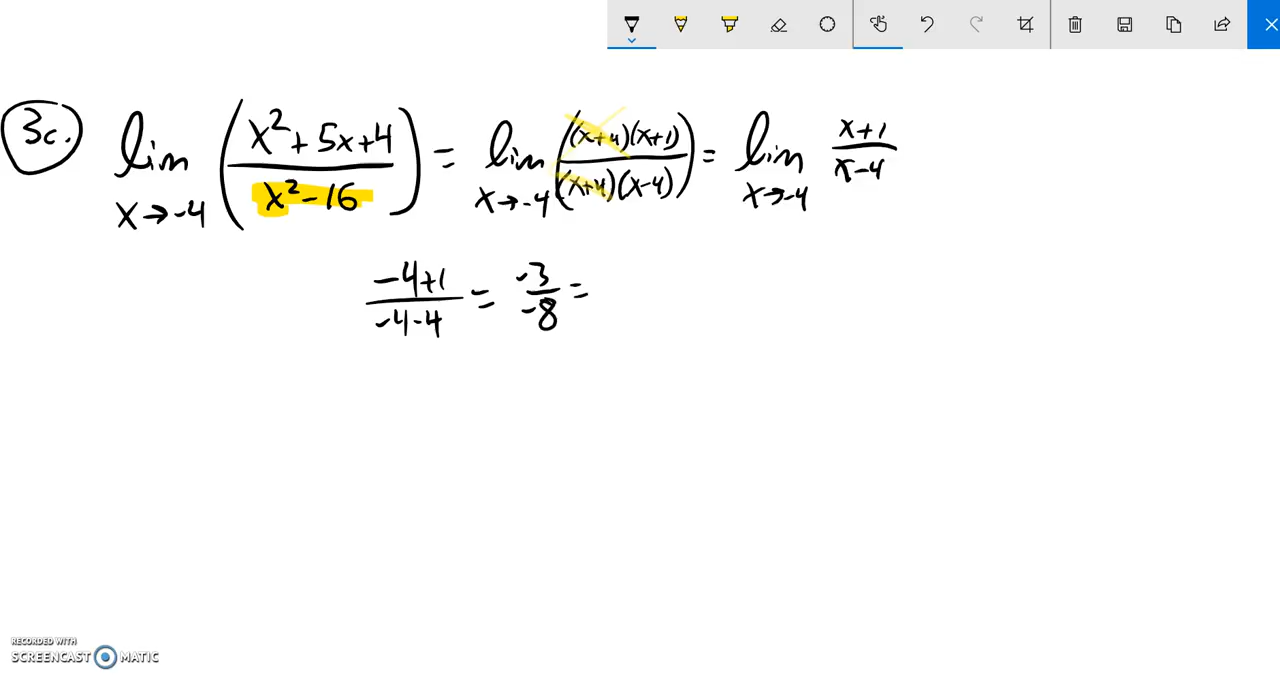 3c. lim x→-4 (x²+5x+4 / x²-16) = lim x→-4 ((x+4)(x+1) / (x+4)(x-4)) = lim x→-4 x+1 / x-4
-4+1 / -4-4 = -3 / -8 =
RECORDED WITH
SCREENCAST MATIC